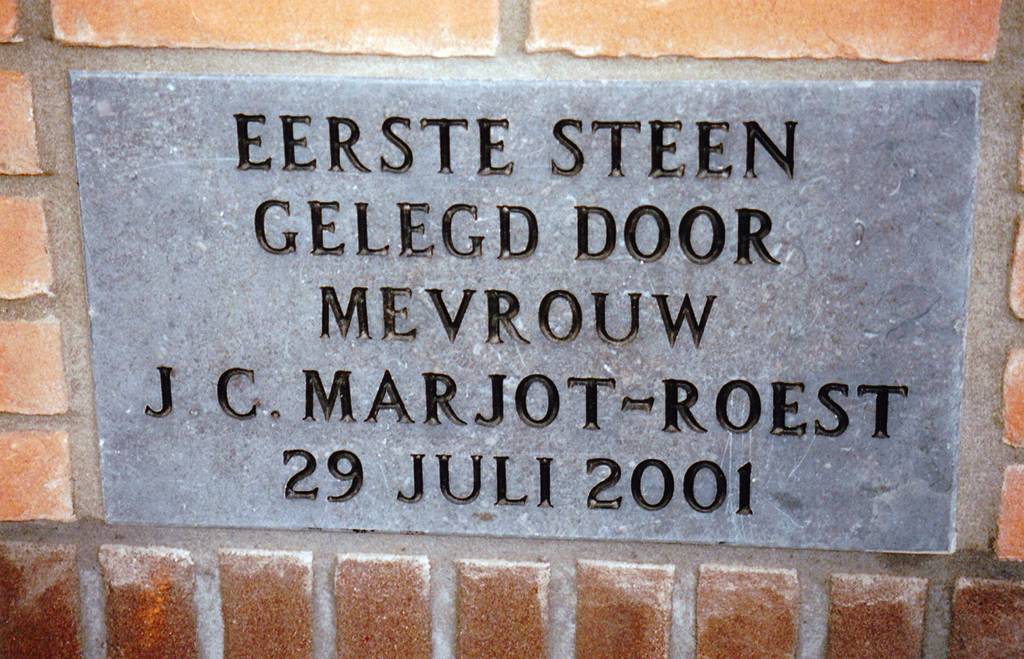 EERSTE STEEN
GELEGD DOOR
MEVROUW
J C. MARJOT-ROEST
29 JULI 2001